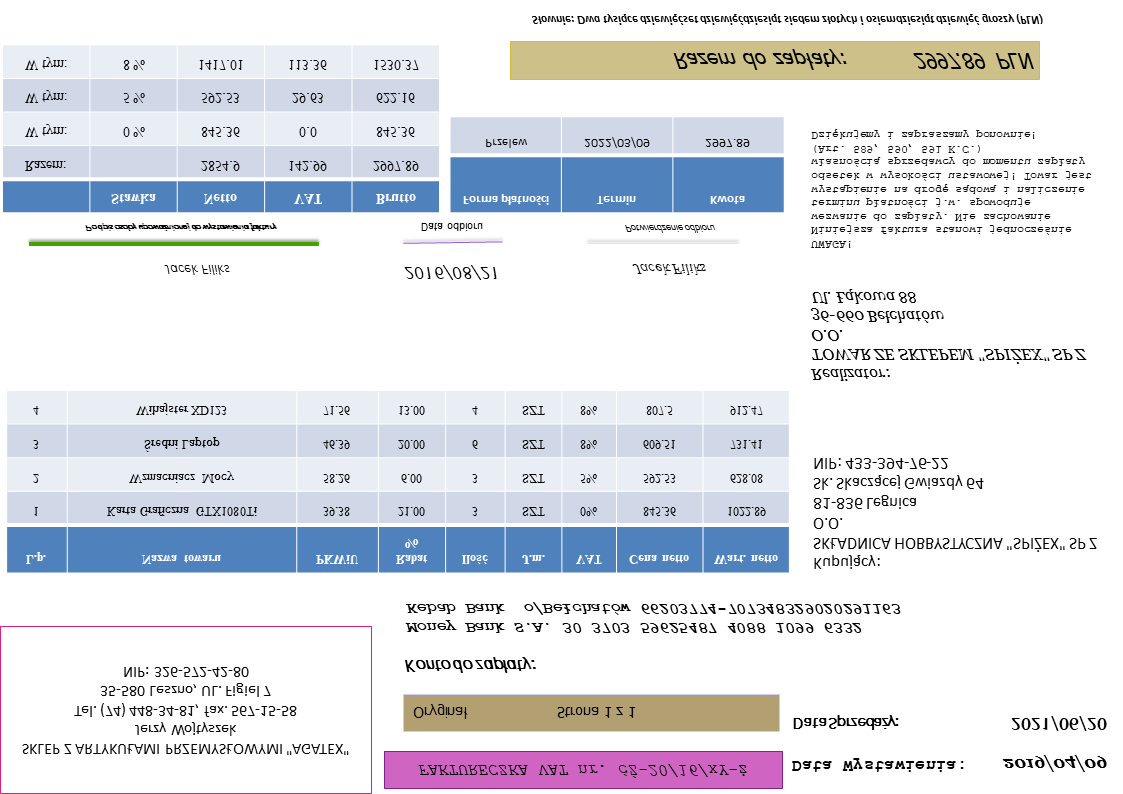 FAKTURECZKA VAT nr. ćż-20/16/xY-ż
Data Wystawienia: 2019/04/09
Oryginał Strona 1 z 1
Data Sprzedaży: 2021/06/20
SKLEP Z ARTYKUŁAMI PRZEMYSŁOWYMI "AGATEX"
Jerzy Wojtyszek
Tel. (74) 448-34-81, fax. 567-15-58
35-580 Leszno, UL. Figiel 7
NIP: 326-572-42-80
Konto do zapłaty:
Money Bank S.A. 30 3703 59625487 4088 1099 6332
Kebab Bank o/Bełchatów 66203774-707348329020291163
Kupujący:
SKŁADNICA HOBBYSTYCZNA "SPIŻEX" SP Z
O.O.
81-836 Legnica
Sk. Skaczącej Gwiazdy 64
NIP: 433-394-76-22
L.p. Nazwa towaru PKWiU Rabat % Ilość J.m. VAT Cena netto Wart. netto
1 Karta Graficzna GTX1080Ti 39.38 21.00 3 SZT 0% 845.36 1022.89
2 Wzmacniacz Mocy 58.26 6.00 3 SZT 5% 592.53 628.08
3 Średni Laptop 46.39 20.00 6 SZT 8% 609.51 731.41
4 Wihajster XD123 71.56 13.00 4 SZT 8% 807.5 912.47
Realizator:
TOWAR ZE SKLEPEM "SPIŻEX" SP Z
O.O.
36-660 Bełchatów
Ul. Łąkowa 88
Jacek Filiks
Podpis osoby upoważnionej do wystawienia faktury
2016/08/21
Data odbioru
Jacek Filiks
Potwierdzenie odbioru
UWAGA!
Niniejsza faktura stanowi jednocześnie
wezwanie do zapłaty. Nie zachowanie
terminu płatności j.w. spowoduje
wystąpienie na drogę sądową i naliczenie
odsetek w wysokości ustawowej! Towar jest
własnością sprzedawcy do momentu zapłaty
(Art. 589, 590, 591 K.C.)
Dziękujemy i zapraszamy ponownie!
Stawka Netto VAT Brutto
Razem: 2854.9 142.99 2997.89
W tym: 0 % 845.36 0.0 845.36
W tym: 5 % 592.53 29.63 622.16
W tym: 8 % 1417.01 113.36 1530.37
Forma płatności Termin Kwota
Przelew 2022/03/09 2997.89
Razem do zapłaty: 2997.89 PLN
Słownie: Dwa tysiące dziewięćset dziewięćdziesiąt siedem złotych i osiemdziesiąt dziewięć groszy (PLN)